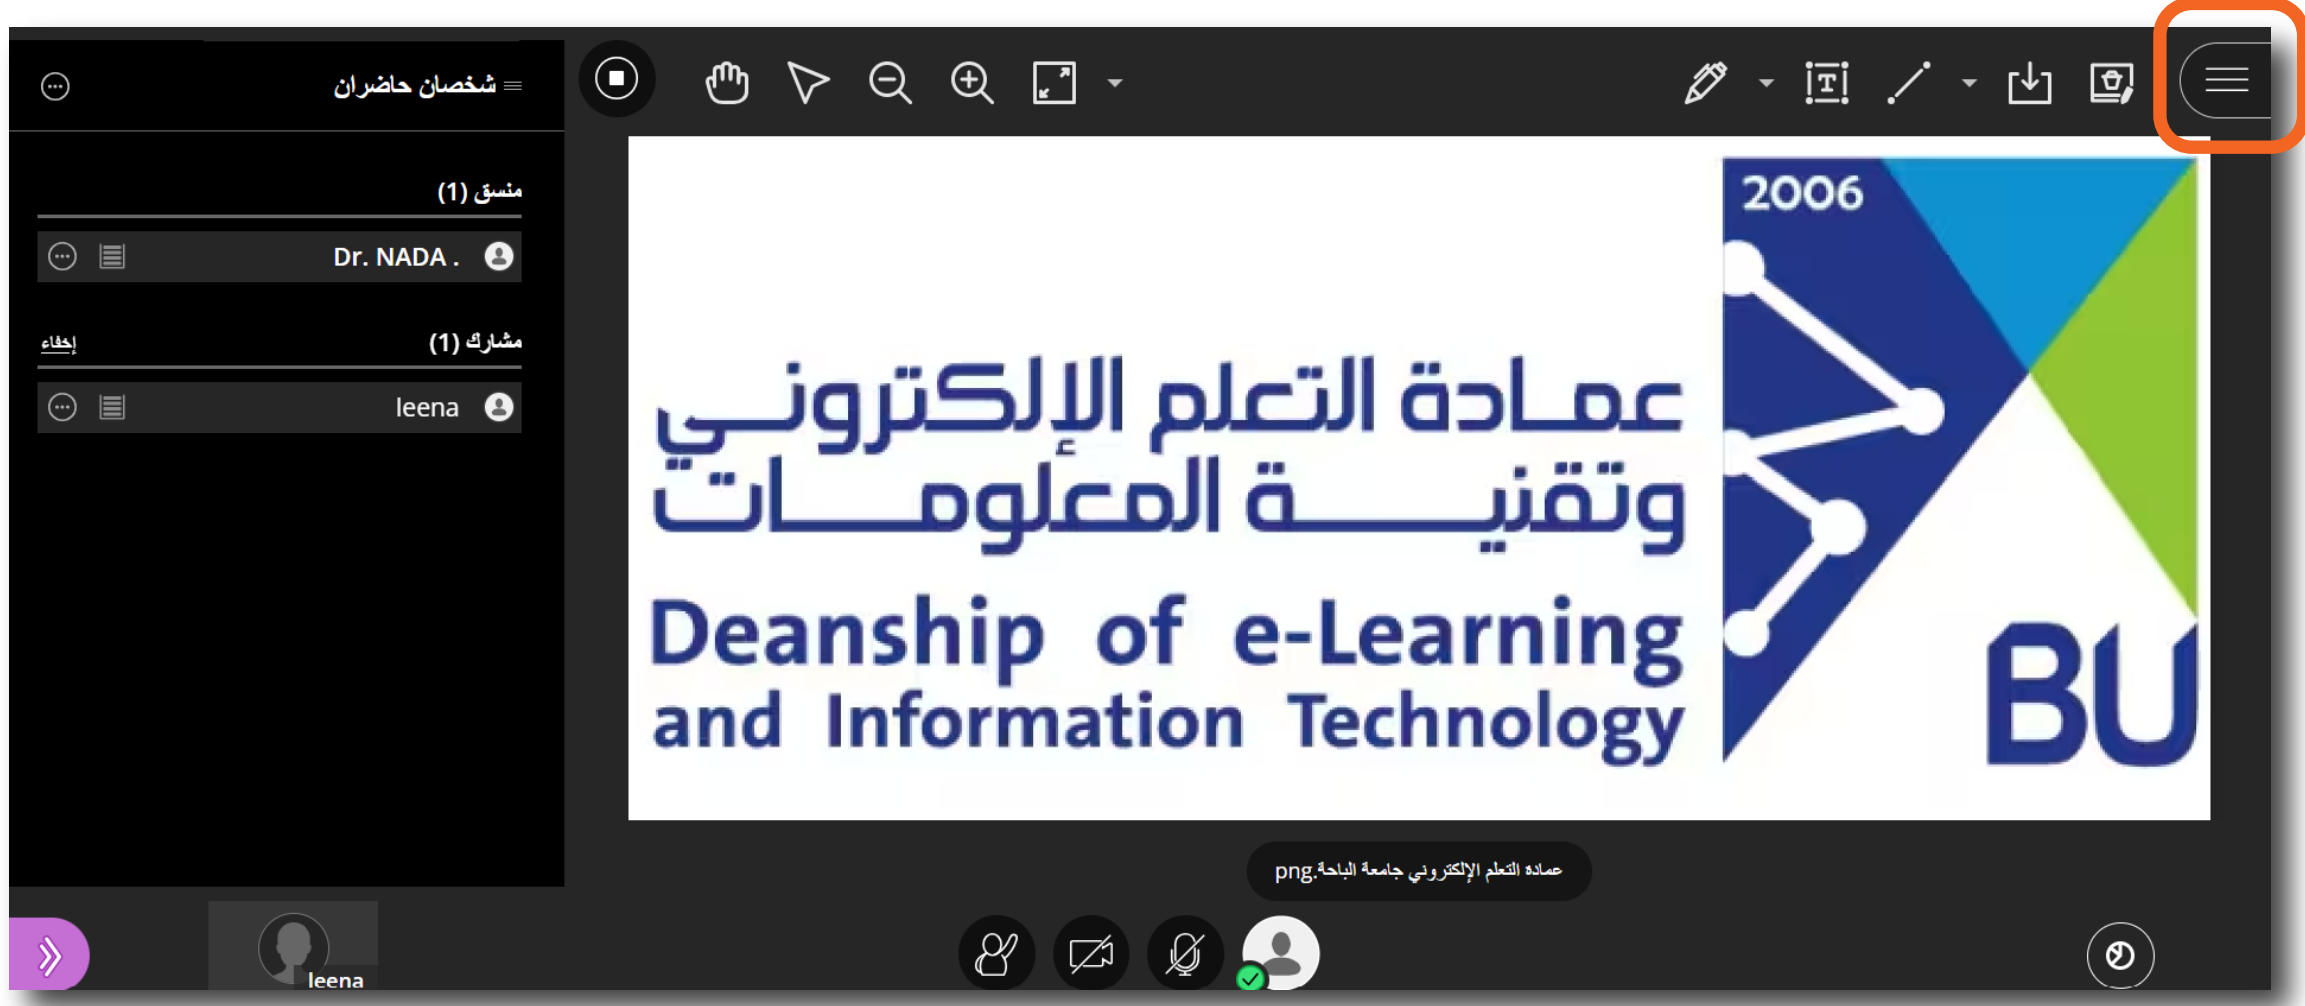 شخصان حاضران
منسق (1)
Dr. NADA .
مشارك (1)
إخفاء
leena
2006
عمادة التعلم الإلكتروني
وتقنية المعلومات
Deanship of e-Learning
and Information Technology
BU
عمادة التعلم الإلكتروني جامعة الباحة.png
leena